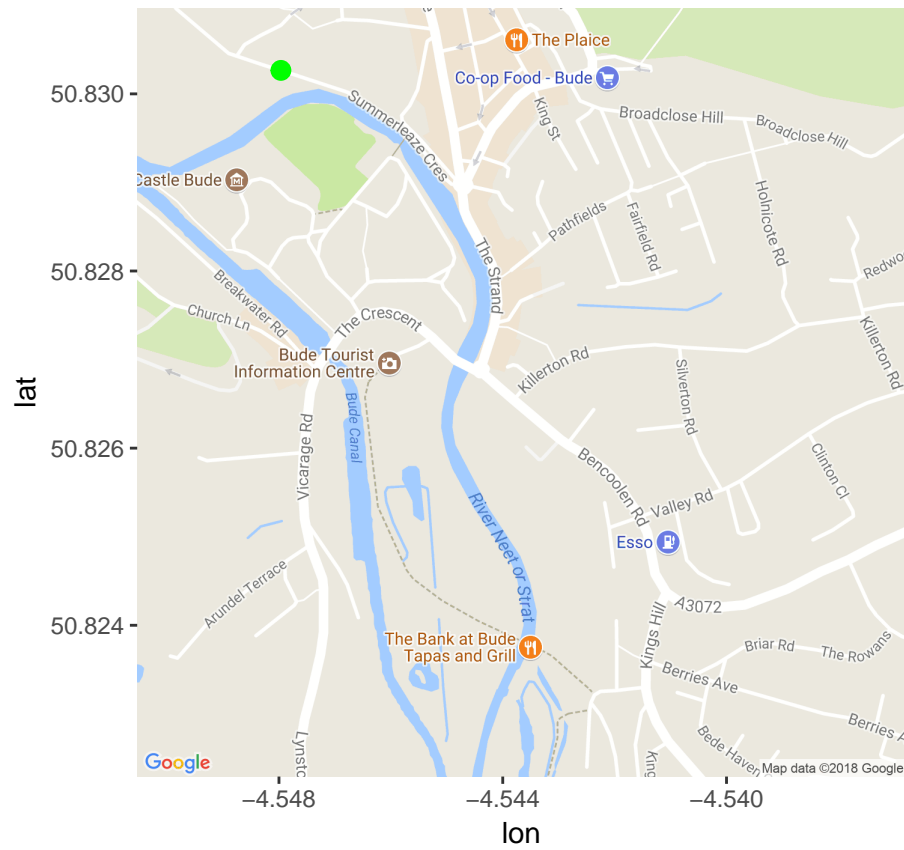 The Plaice
Co-op Food - Bude
50.830
Summerleaze Cres
King St
Broadclose Hill
Broadclose Hill
Castle Bude
Holnicote Rd
Pathfields
Fairfield Rd
50.828
The Strand
Redwo
Breakwater Rd
Church Ln
The Crescent
Killerton Rd
Bude Tourist
Information Centre
Killerton Rd
Silverton Rd
lat
Bude Canal
50.826
Vicarage Rd
Bencoolen Rd
Clinton Cl
Valley Rd
River Neet or Strat
Esso
Arundel Terrace
A3072
50.824
Kings Hill
The Bank at Bude
Tapas and Grill
Briar Rd
The Rowans
Berries Ave
Berries A
Bede Haven
Lynsto
King
Google
Map data ©2018 Google
−4.548
−4.544
−4.540
lon